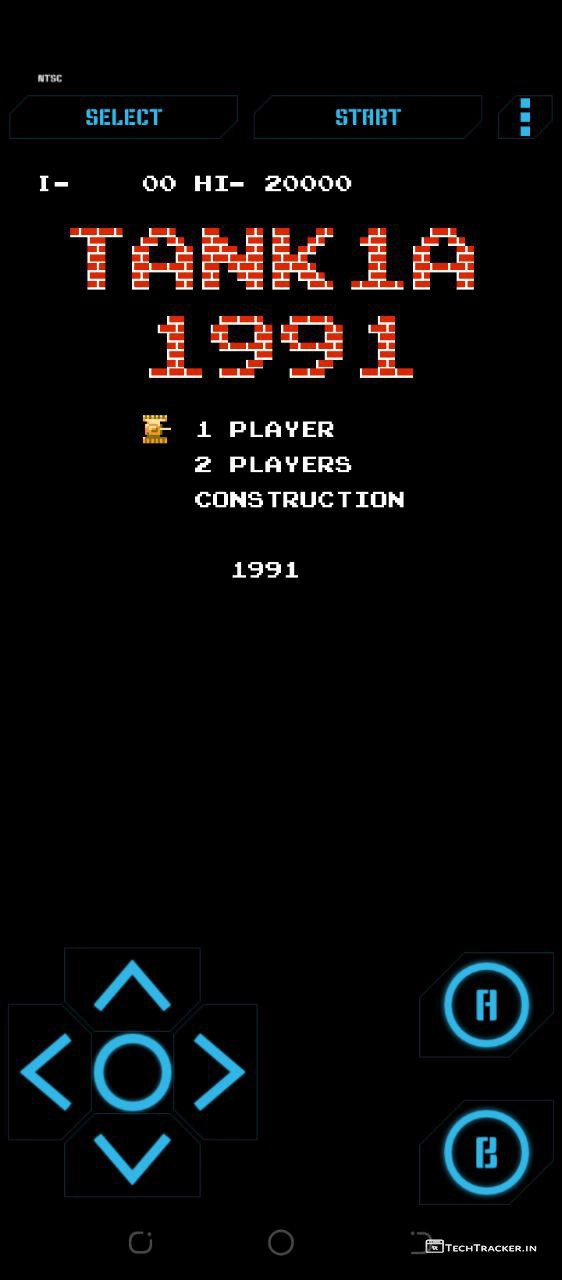 NTSC
SELECT START
I- 00 HI- 20000
TANK1A
1991
1 PLAYER
2 PLAYERS
CONSTRUCTION
1991
A
B
TECHTRACKER.IN